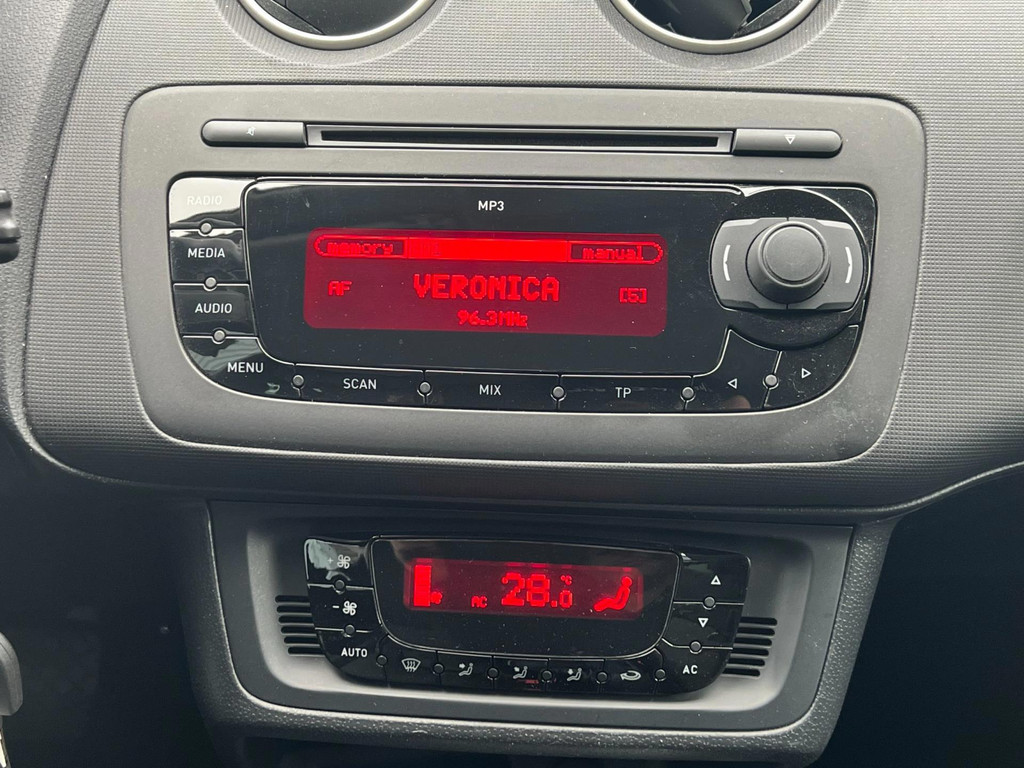 MP3
RADIO
memory manual
MEDIA
AF VERONICA [5]
96.3MHz
AUDIO
MENU SCAN MIX TP
AC 28.0 °C
AUTO AC